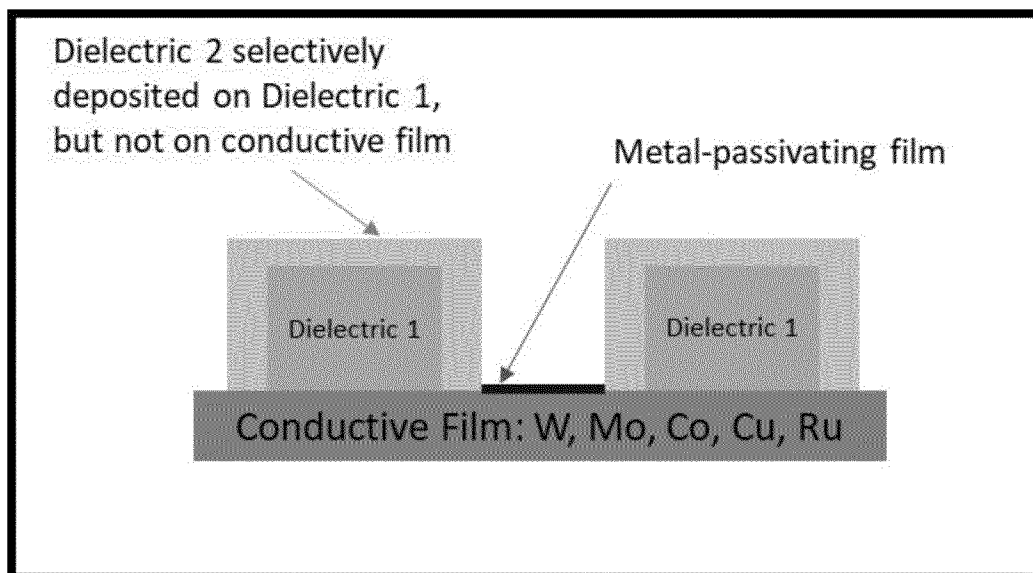 Dielectric 2 selectively
deposited on Dielectric 1,
but not on conductive film
Metal-passivating film
Dielectric 1
Dielectric 1
Conductive Film: W, Mo, Co, Cu, Ru